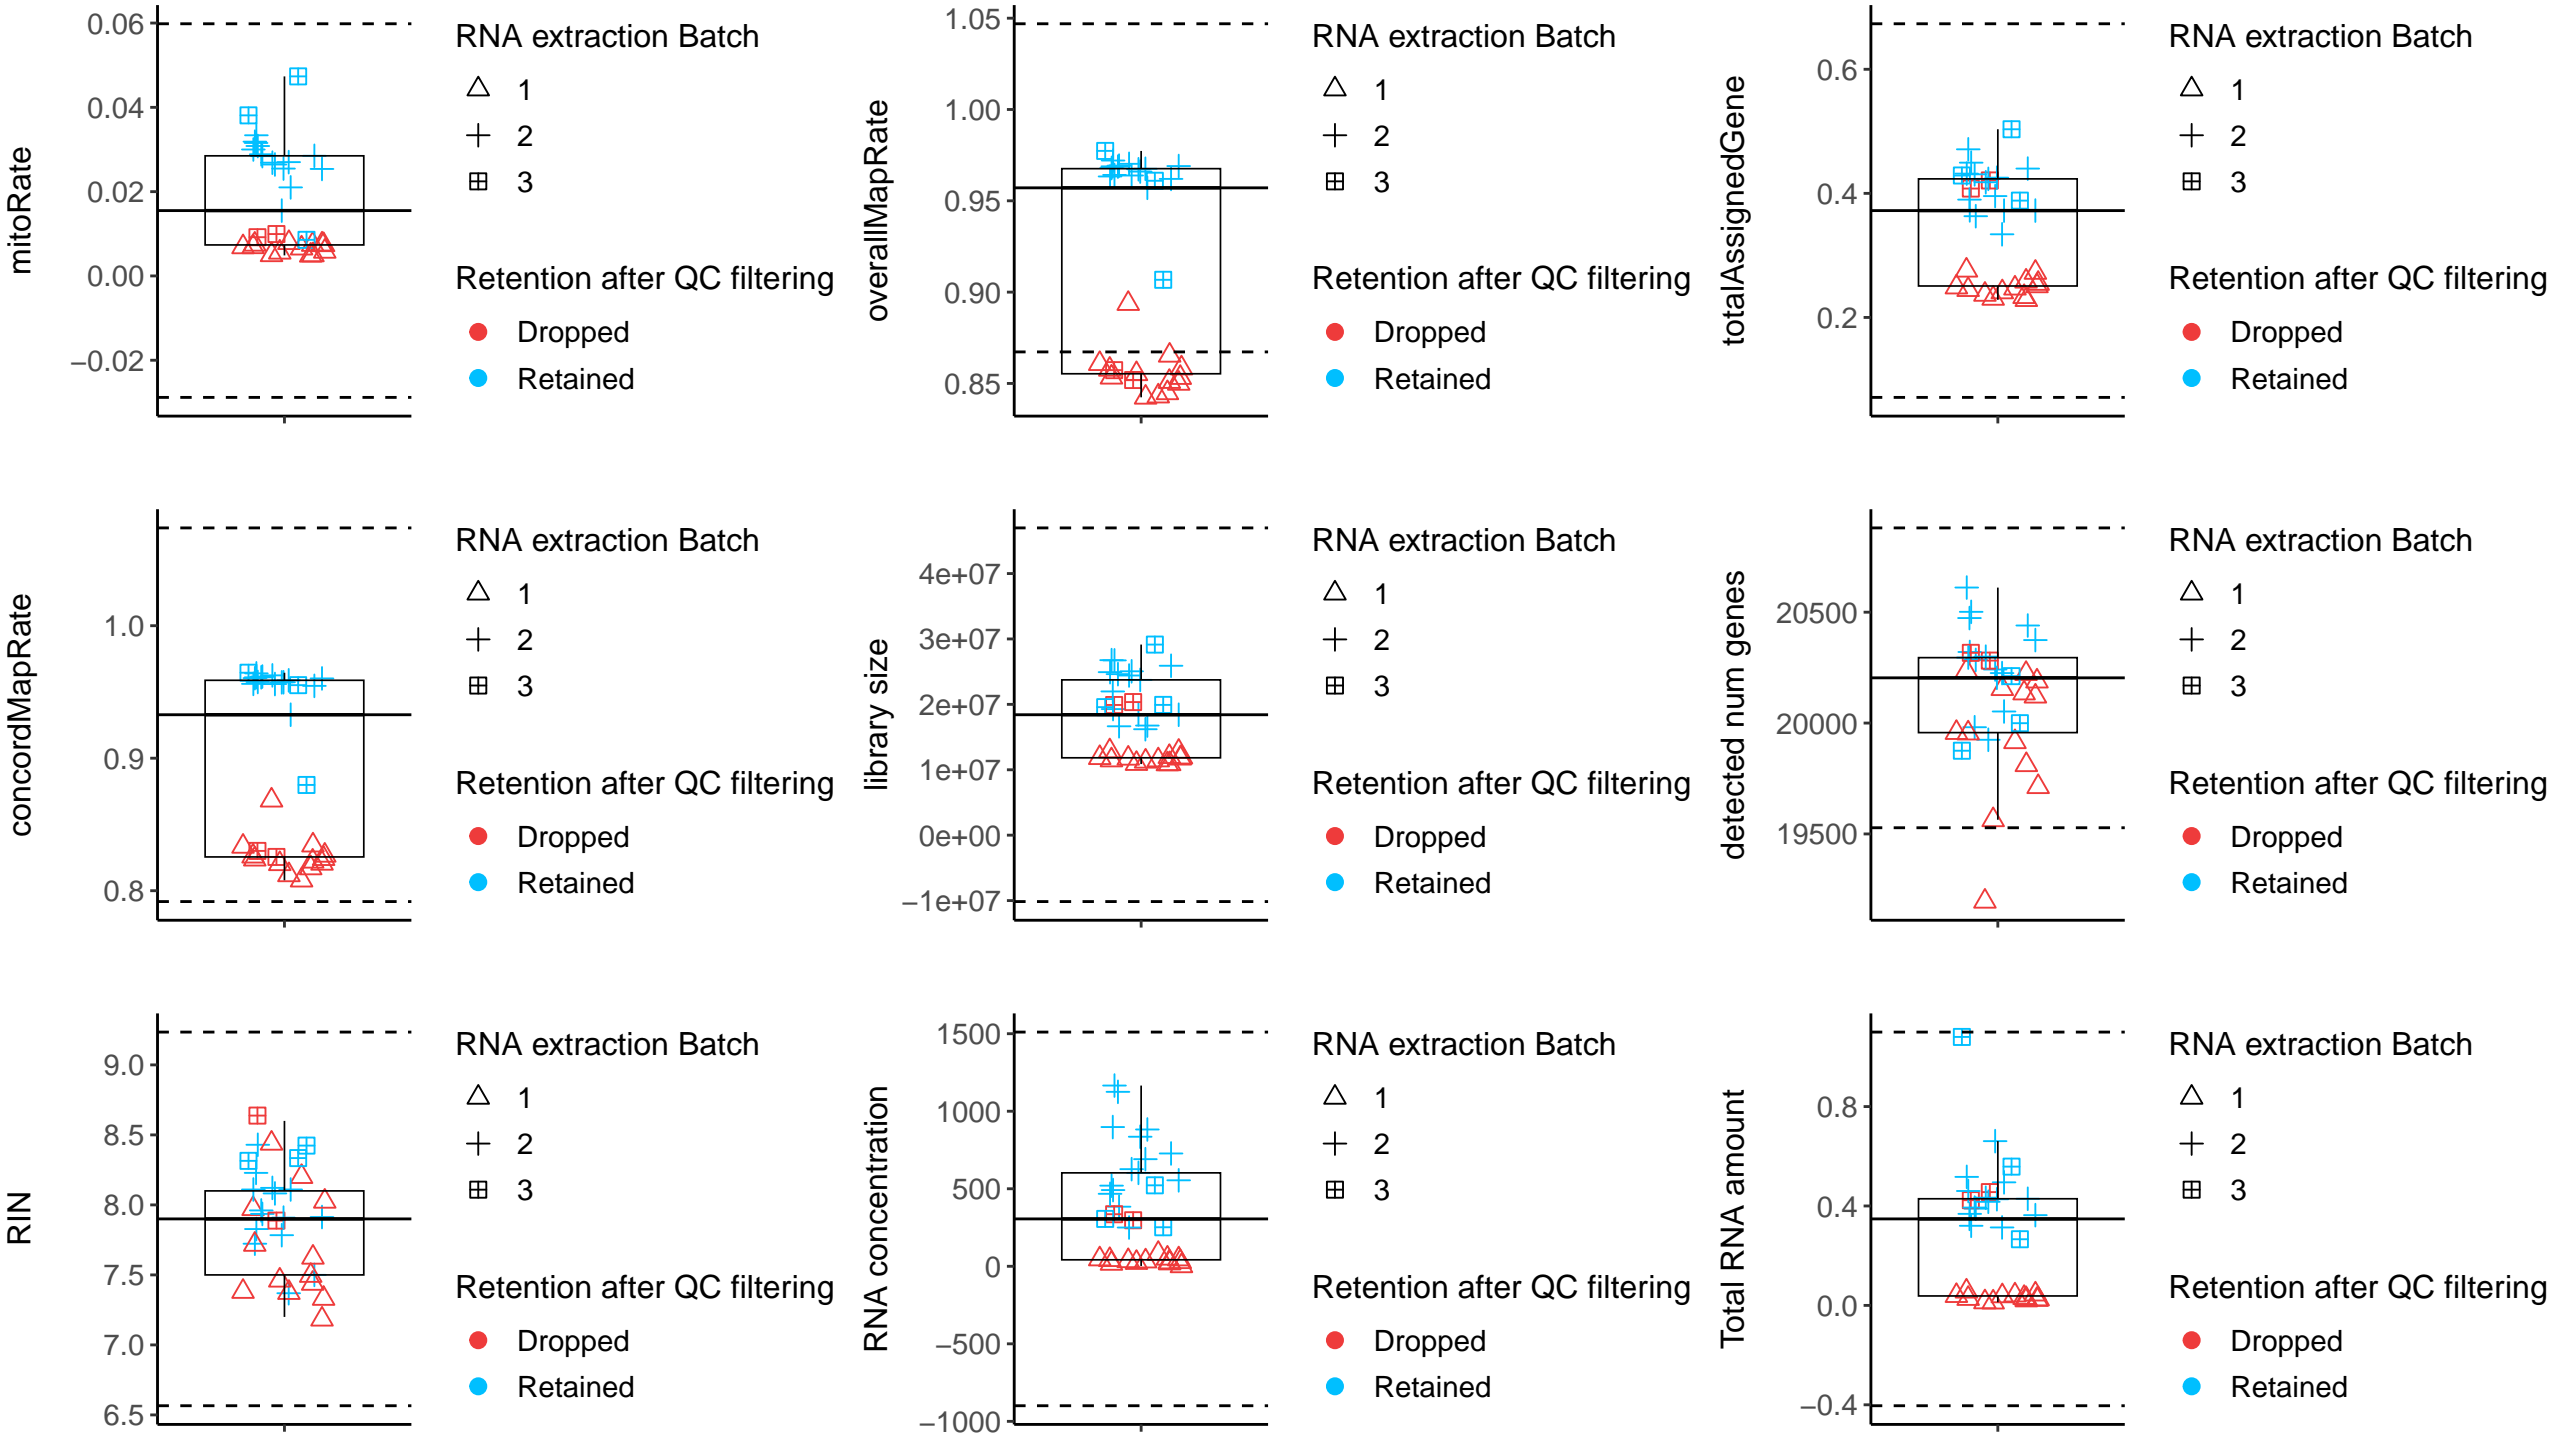 mitoRate
0.06
0.04
0.02
0.00
−0.02
RNA extraction Batch
1
2
3
Retention after QC filtering
Dropped
Retained
overallMapRate
1.05
1.00
0.95
0.90
0.85
RNA extraction Batch
1
2
3
Retention after QC filtering
Dropped
Retained
totalAssignedGene
0.6
0.4
0.2
RNA extraction Batch
1
2
3
Retention after QC filtering
Dropped
Retained
concordMapRate
1.0
0.9
0.8
RNA extraction Batch
1
2
3
Retention after QC filtering
Dropped
Retained
library size
4e+07
3e+07
2e+07
1e+07
0e+00
−1e+07
RNA extraction Batch
1
2
3
Retention after QC filtering
Dropped
Retained
detected num genes
20500
20000
19500
RNA extraction Batch
1
2
3
Retention after QC filtering
Dropped
Retained
RIN
9.0
8.5
8.0
7.5
7.0
6.5
RNA extraction Batch
1
2
3
Retention after QC filtering
Dropped
Retained
RNA concentration
1500
1000
500
0
−500
−1000
RNA extraction Batch
1
2
3
Retention after QC filtering
Dropped
Retained
Total RNA amount
0.8
0.4
0.0
−0.4
RNA extraction Batch
1
2
3
Retention after QC filtering
Dropped
Retained